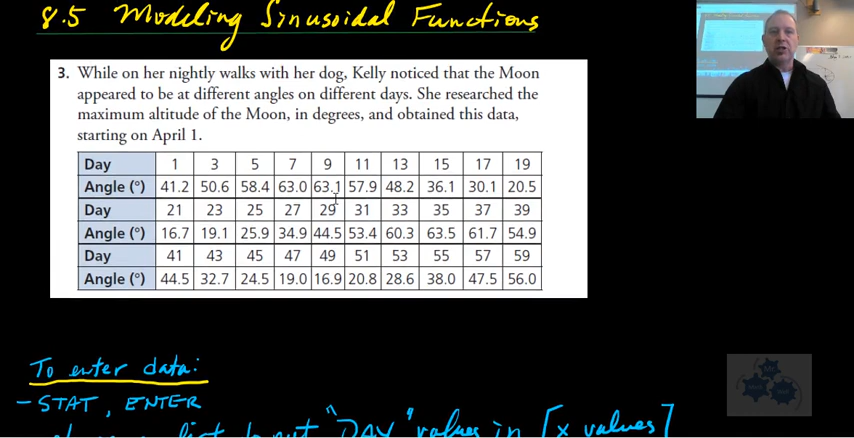 8.5 Modeling Sinusoidal Functions
3. While on her nightly walks with her dog, Kelly noticed that the Moon
appeared to be at different angles on different days. She researched the
maximum altitude of the Moon, in degrees, and obtained this data,
starting on April 1.
Day 1 3 5 7 9 11 13 15 17 19
Angle (°) 41.2 50.6 58.4 63.0 63.1 57.9 48.2 36.1 30.1 20.5
Day 21 23 25 27 29 31 33 35 37 39
Angle (°) 16.7 19.1 25.9 34.9 44.5 53.4 60.3 63.5 61.7 54.9
Day 41 43 45 47 49 51 53 55 57 59
Angle (°) 44.5 32.7 24.5 19.0 16.9 20.8 28.6 38.0 47.5 56.0
To enter data:
- STAT, ENTER
list to put "DAY" values in [x values]